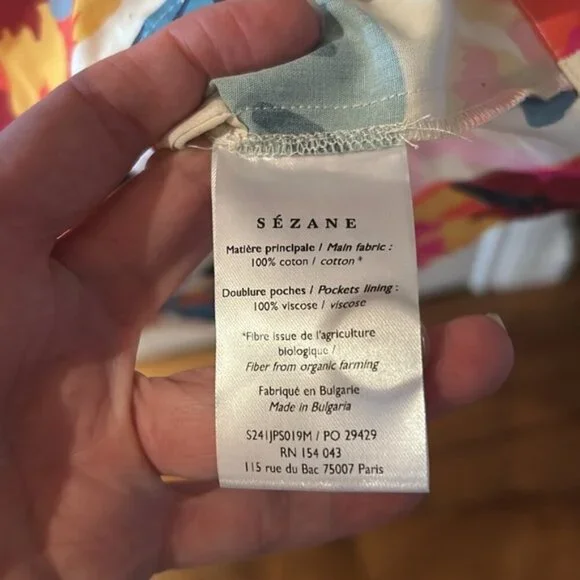 SÉZANE
Matière principale / Main fabric :
100% coton / cotton *
Doublure poches / Pockets lining :
100% viscose / viscose
*Fibre issue de l'agriculture
biologique /
Fiber from organic farming
Fabriqué en Bulgarie
Made in Bulgaria
S241JPS019M / PO 29429
RN 154 043
115 rue du Bac 75007 Paris